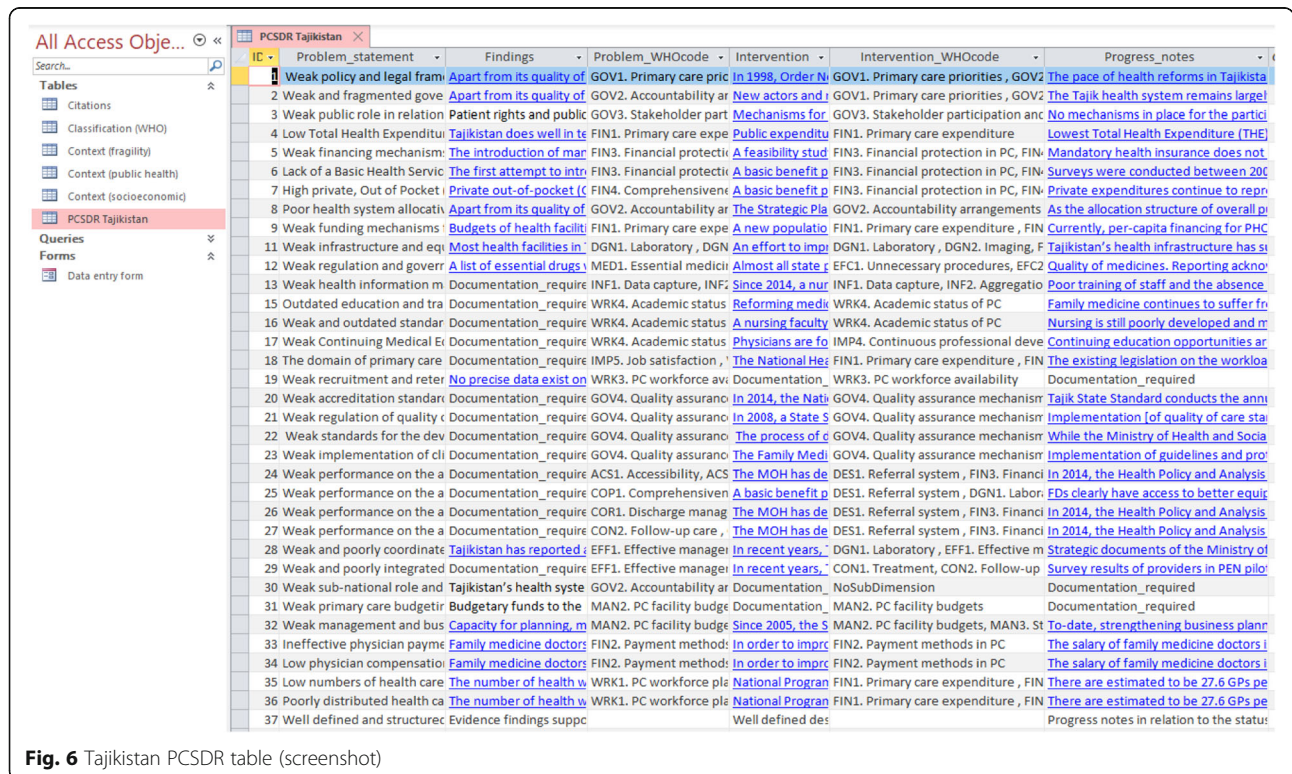 All Access Obje... «
Search...
Tables
Citations
Classification (WHO)
Context (fragility)
Context (public health)
Context (socioeconomic)
PCSDR Tajikistan
Queries
Forms
Data entry form
PCSDR Tajikistan
ID Problem_statement Findings Problem_WHOcode Intervention Intervention_WHOcode Progress_notes
1 Weak policy and legal fram Apart from its quality of GOV1. Primary care pric In 1998, Order N GOV1. Primary care priorities , GOV2 The pace of health reforms in Tajikista
2 Weak and fragmented gove Apart from its quality of GOV2. Accountability ar New actors and r GOV1. Primary care priorities , GOV2 The Tajik health system remains largel
3 Weak public role in relation Patient rights and public GOV3. Stakeholder part Mechanisms for GOV3. Stakeholder participation anc No mechanisms in place for the partici
4 Low Total Health Expenditu Tajikistan does well in te FIN1. Primary care expe Public expenditu FIN1. Primary care expenditure Lowest Total Health Expenditure (THE)
5 Weak financing mechanisms The introduction of man FIN3. Financial protectic A feasibility stud FIN3. Financial protection in PC, FIN4 Mandatory health insurance does not
6 Lack of a Basic Health Servic The first attempt to intr FIN3. Financial protectic A basic benefit p FIN3. Financial protection in PC, FIN4 Surveys were conducted between 200
7 High private, Out of Pocket Private out-of-pocket (C FIN4. Comprehensivene A basic benefit p FIN3. Financial protection in PC, FIN4 Private expenditures continue to repr
8 Poor health system allocativ Apart from its quality of GOV2. Accountability ar The Strategic Pla GOV2. Accountability arrangements As the allocation structure of overall p
9 Weak funding mechanisms Budgets of health faciliti FIN1. Primary care expe A new populatio FIN1. Primary care expenditure Currently, per-capita financing for PHC
11 Weak infrastructure and equ Most health facilities in DGN1. Laboratory , DGN An effort to impr DGN1. Laboratory , DGN2. Imaging, F Tajikistan's health infrastructure has s
12 Weak regulation and govern A list of essential drugs MED1. Essential medicin Almost all state p EFC1. Unnecessary procedures, EFC2 Quality of medicines. Reporting ackno
13 Weak health information m Documentation_require INF1. Data capture, INF2 Since 2014, a nur INF1. Data capture, INF2. Aggregatio Poor training of staff and the absence
15 Outdated education and tra Documentation_require WRK4. Academic status Reforming medic WRK4. Academic status of PC Family medicine continues to suffer fr
16 Weak and outdated standar Documentation_require WRK4. Academic status A nursing faculty WRK4. Academic status of PC Nursing is still poorly developed and m
17 Weak Continuing Medical Ec Documentation_require WRK4. Academic status Physicians are fo IMP4. Continuous professional deve Continuing education opportunities ar
18 The domain of primary care Documentation_require IMP5. Job satisfaction , The National Hea FIN1. Primary care expenditure , FIN The existing legislation on the workloa
19 Weak recruitment and reter No precise data exist on WRK3. PC workforce ava Documentation_ WRK3. PC workforce availability Documentation_required
20 Weak accreditation standarc Documentation_require GOV4. Quality assuranc In 2014, the Nati GOV4. Quality assurance mechanism Tajik State Standard conducts the annu
21 Weak regulation of quality c Documentation_require GOV4. Quality assuranc In 2008, a State S GOV4. Quality assurance mechanism Implementation [of quality of care sta
22 Weak standards for the dev Documentation_require GOV4. Quality assuranc The process of d GOV4. Quality assurance mechanism While the Ministry of Health and Socia
23 Weak implementation of cli Documentation_require GOV4. Quality assuranc The Family Medi GOV4. Quality assurance mechanism Implementation of guidelines and prot
24 Weak performance on the a Documentation_require ACS1. Accessibility, ACS The MOH has de DES1. Referral system , FIN3. Financi In 2014, the Health Policy and Analysis
25 Weak performance on the a Documentation_require COP1. Comprehensiven A basic benefit p DES1. Referral system , DGN1. Labor FDs clearly have access to better equip
26 Weak performance on the a Documentation_require COR1. Discharge manag The MOH has de DES1. Referral system , FIN3. Financi In 2014, the Health Policy and Analysis
27 Weak performance on the a Documentation_require CON2. Follow-up care , The MOH has de DES1. Referral system , FIN3. Financi In 2014, the Health Policy and Analysis
28 Weak and poorly coordinate Tajikistan has reported EFF1. Effective manager In recent years, DGN1. Laboratory , EFF1. Effective m Strategic documents of the Ministry of
29 Weak and poorly integrated Documentation_require EFF1. Effective manager In recent years, CON1. Treatment, CON2. Follow-up Survey results of providers in PEN pilo
30 Weak sub-national role and Tajikistan's health syste GOV2. Accountability ar Documentation_ NoSubDimension Documentation_required
31 Weak primary care budgetir Budgetary funds to the MAN2. PC facility budge Documentation_ MAN2. PC facility budgets Documentation_required
32 Weak management and bus Capacity for planning, m MAN2. PC facility budge Since 2005, the S MAN2. PC facility budgets, MAN3. St To-date, strengthening business plann
33 Ineffective physician payme Family medicine doctors FIN2. Payment methods In order to impro FIN2. Payment methods in PC The salary of family medicine doctors i
34 Low physician compensatio Family medicine doctors FIN2. Payment methods In order to impro FIN2. Payment methods in PC The salary of family medicine doctors i
35 Low numbers of health care The number of health w WRK1. PC workforce pla National Progran FIN1. Primary care expenditure , FIN There are estimated to be 27.6 GPs pe
36 Poorly distributed health ca The number of health w WRK1. PC workforce pla National Progran FIN1. Primary care expenditure , FIN There are estimated to be 27.6 GPs pe
37 Well defined and structurec Evidence findings suppc Well defined des Progress notes in relation to the status
Fig. 6 Tajikistan PCSDR table (screenshot)